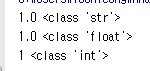 1.0 <class 'str'>
1.0 <class 'float'>
1 <class 'int'>